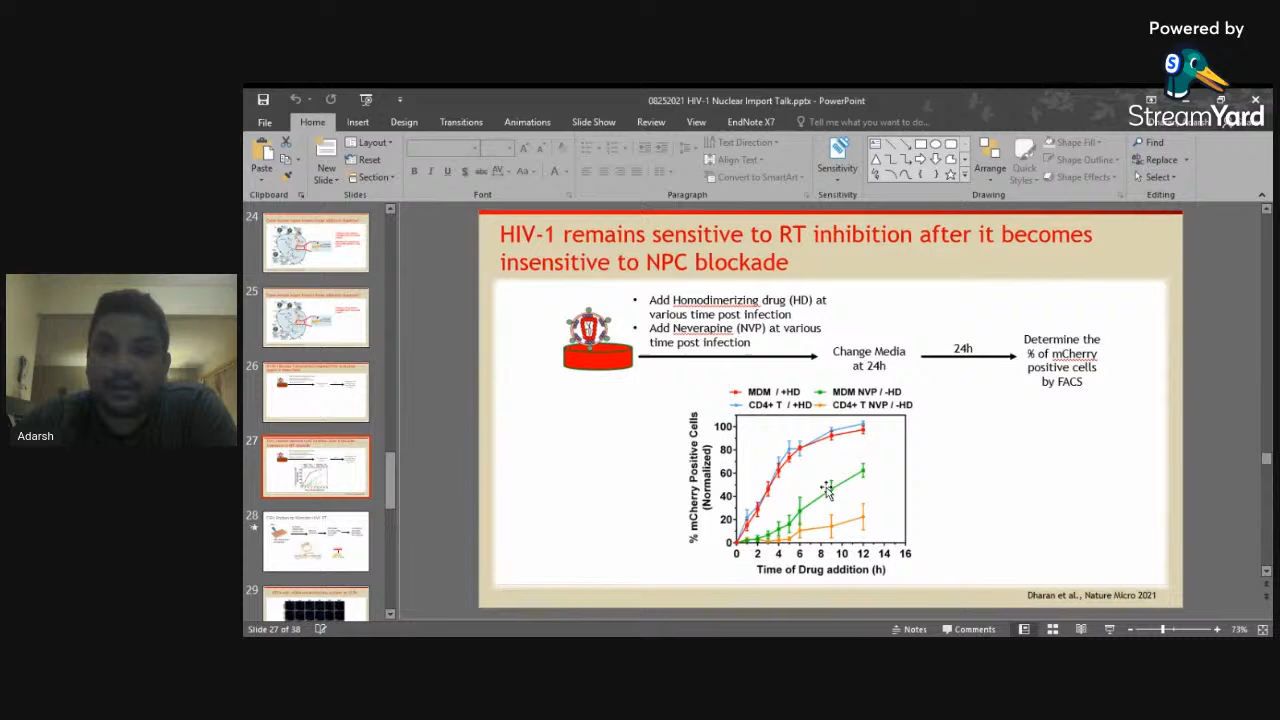 Powered by
StreamYard
08252021 HIV-1 Nuclear Import Talk.pptx - PowerPoint
File Home Insert Design Transitions Animations Slide Show Review View EndNote X7 Tell me what you want to do...
Layout
Reset
Section
Paste
New
Slide
Text Direction
Align Text
Convert to SmartArt
Sensitivity
Arrange
Quick
Styles
Shape Fill
Shape Outline
Shape Effects
Find
Replace
Select
Clipboard Slides Font Paragraph Sensitivity Drawing Editing
24
25
26
27
28
29
HIV-1 remains sensitive to RT inhibition after it becomes
insensitive to NPC blockade
• Add Homodimerizing drug (HD) at
various time post infection
• Add Neverapine (NVP) at various
time post infection
Change Media
at 24h
24h
Determine the
% of mCherry
positive cells
by FACS
MDM / +HD MDM NVP / -HD
CD4+ T / +HD CD4+ T NVP / -HD
% mCherry Positive Cells
(Normalized)
100
80
60
40
20
0
0 2 4 6 8 10 12 14 16
Time of Drug addition (h)
Dharan et al., Nature Micro 2021
Adarsh
Slide 27 of 38
Notes Comments 73%